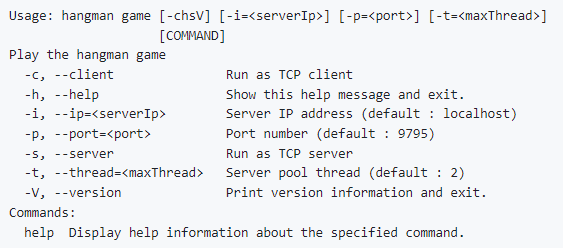 Usage: hangman game [-chsV] [-i=<serverIp>] [-p=<port>] [-t=<maxThread>]
                    [COMMAND]
Play the hangman game
  -c, --client               Run as TCP client
  -h, --help                 Show this help message and exit.
  -i, --ip=<serverIp>        Server IP address (default : localhost)
  -p, --port=<port>          Port number (default : 9795)
  -s, --server               Run as TCP server
  -t, --thread=<maxThread>   Server pool thread (default : 2)
  -V, --version              Print version information and exit.
Commands:
  help  Display help information about the specified command.